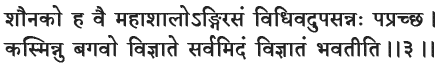 शौनको ह वै महाशालोऽङ्गिरसं विधिवदुपसन्नः पप्रच्छ।
कस्मिन्नु बगवो विज्ञाते सर्वमिदं विज्ञातं भवतीति।।३।।